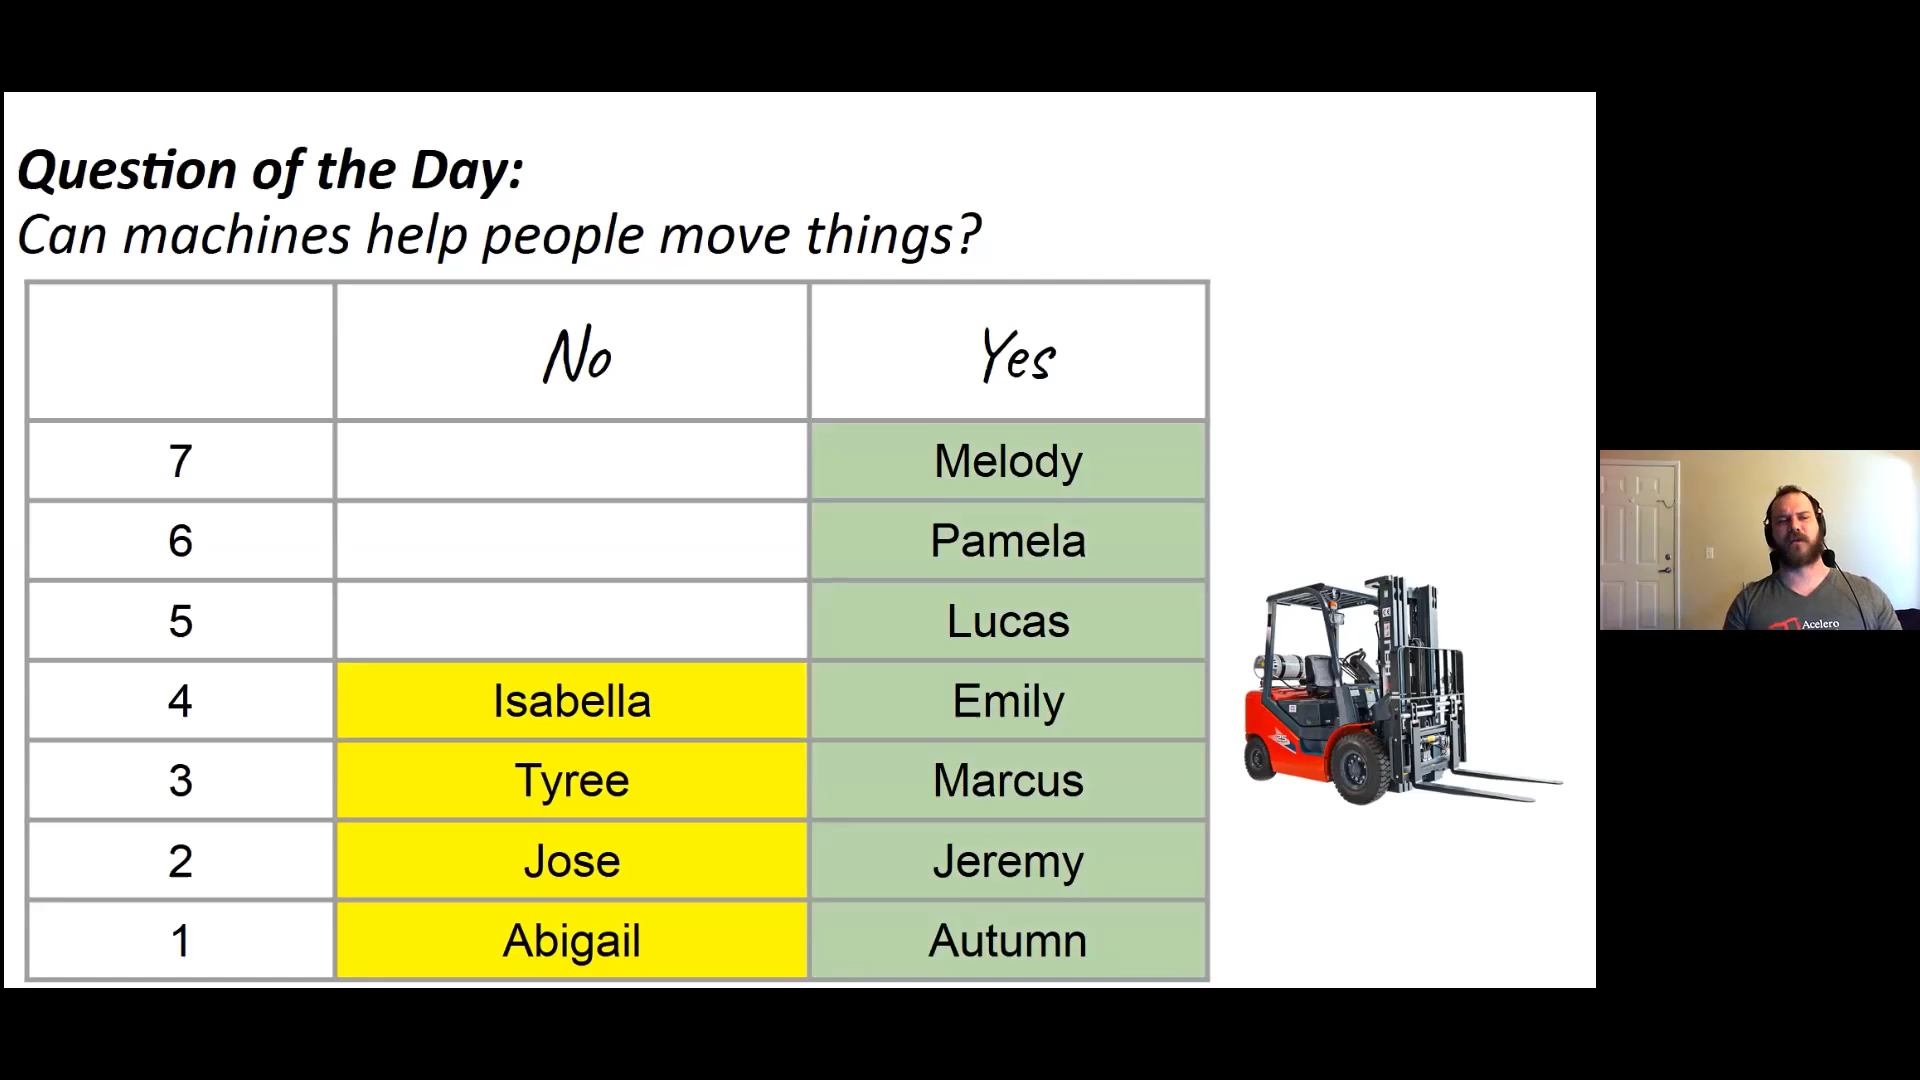 Question of the Day:
Can machines help people move things?
No Yes
7 Melody
6 Pamela
5 Lucas
4 Isabella Emily
3 Tyree Marcus
2 Jose Jeremy
1 Abigail Autumn
Acelero